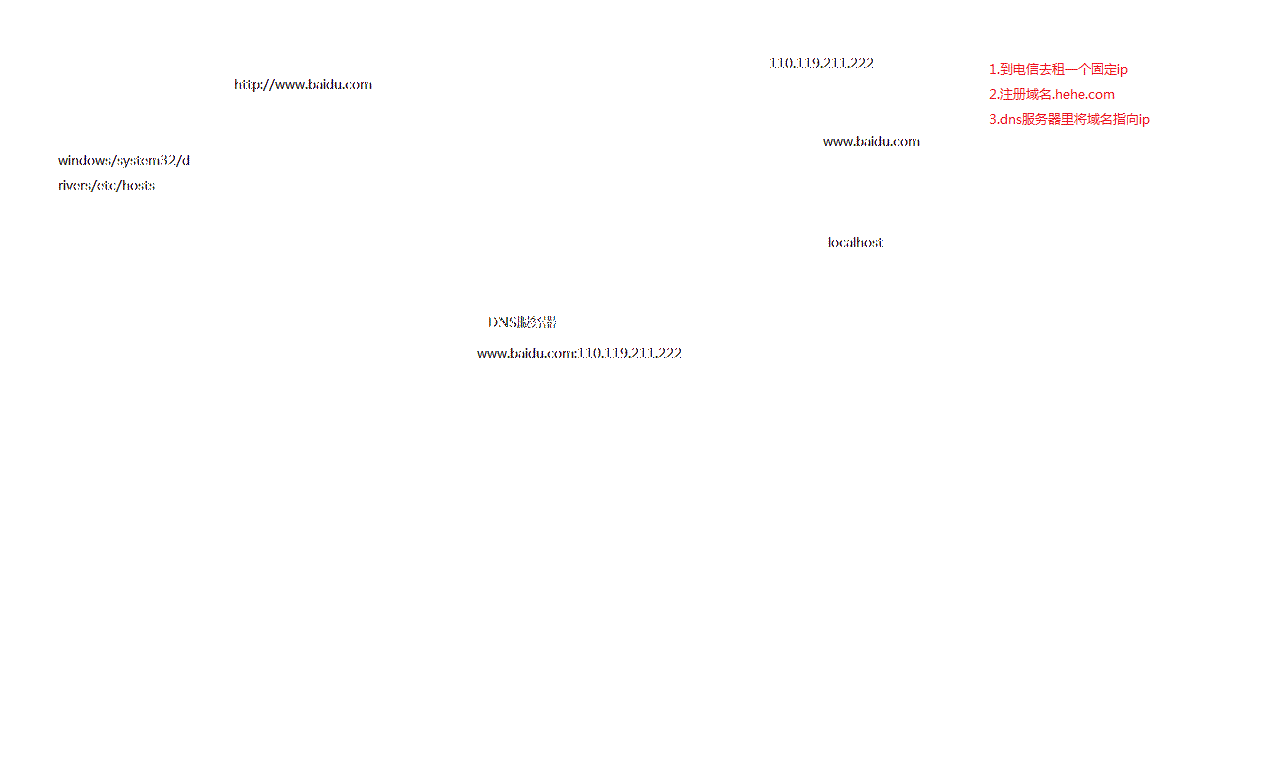 http://www.baidu.com
windows/system32/d
rivers/etc/hosts
110.119.211.222
www.baidu.com
localhost
1.到电信去租一个固定ip
2.注册域名.hehe.com
3.dns服务器里将域名指向ip
DNS服务器
www.baidu.com:110.119.211.222